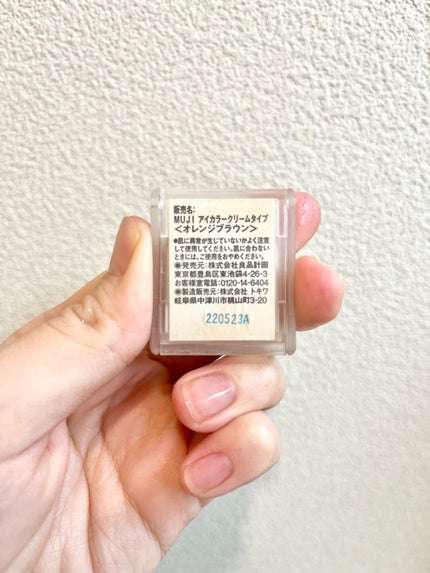 販売名:
MUJI アイカラークリームタイプ
＜オレンジブラウン＞
●肌に異常が生じていないかよく注意
して使用してください。肌に合わない
ときには、ご使用をおやめください。
●発売元:株式会社良品計画
東京都豊島区東池袋4-26-3
お客様室電話:0120-14-6404
●製造販売元:株式会社 トキワ
岐阜県中津川市桃山町3-20
220523A